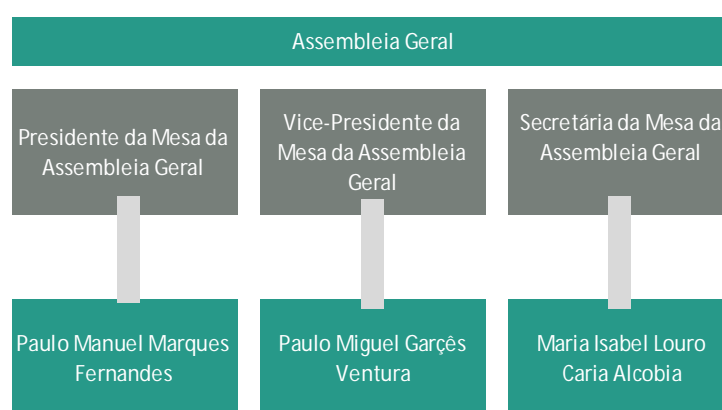 Assembleia Geral
Presidente da Mesa da
Assembleia Geral
Vice-Presidente da
Mesa da Assembleia
Geral
Secretária da Mesa da
Assembleia Geral
Paulo Manuel Marques
Fernandes
Paulo Miguel Garçês
Ventura
Maria Isabel Louro
Caria Alcobia